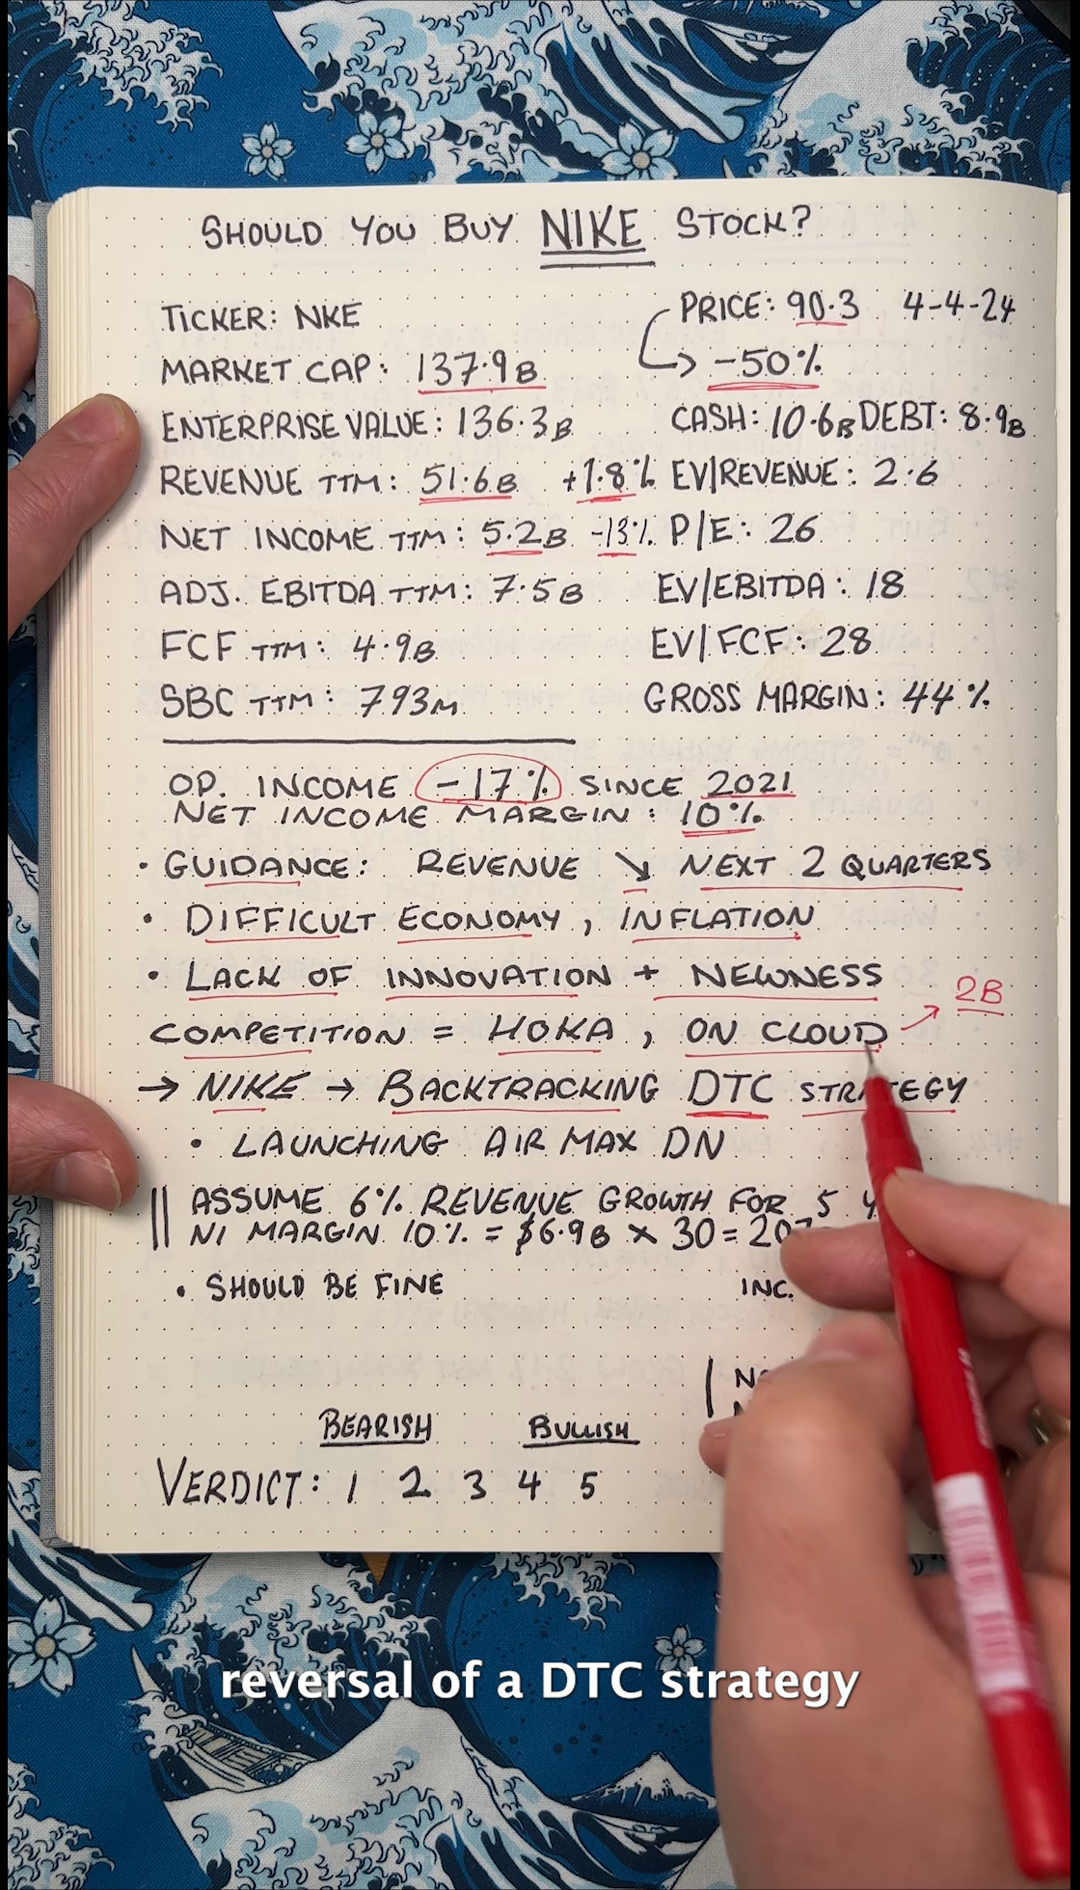 SHOULD YOU BUY NIKE STOCK?
TICKER: NKE
PRICE: 90.3 4-4-24
MARKET CAP: 137.9B
→ -50%
ENTERPRISE VALUE: 136.3B
CASH: 10.6B DEBT: 8.9B
REVENUE TTM: 51.6B +1.8%
EV/REVENUE: 2.6
NET INCOME TTM: 5.2B -13%
P/E: 26
ADJ. EBITDA TTM: 7.5B
EV/EBITDA: 18
FCF TTM: 4.9B
EV/FCF: 28
SBC TTM: 793M
GROSS MARGIN: 44%
OP. INCOME -17% SINCE 2021
NET INCOME MARGIN: 10%
• GUIDANCE: REVENUE ↘ NEXT 2 QUARTERS
• DIFFICULT ECONOMY, INFLATION
• LACK OF INNOVATION + NEWNESS
COMPETITION = HOKA, ON CLOUD → 2B
→ NIKE → BACKTRACKING DTC STRATEGY
• LAUNCHING AIR MAX DN
ASSUME 6% REVENUE GROWTH FOR 5
NI MARGIN 10% = $6.9B x 30 =
• SHOULD BE FINE
INC.
BEARISH BULLISH
VERDICT: 1 2 3 4 5
reversal of a DTC strategy